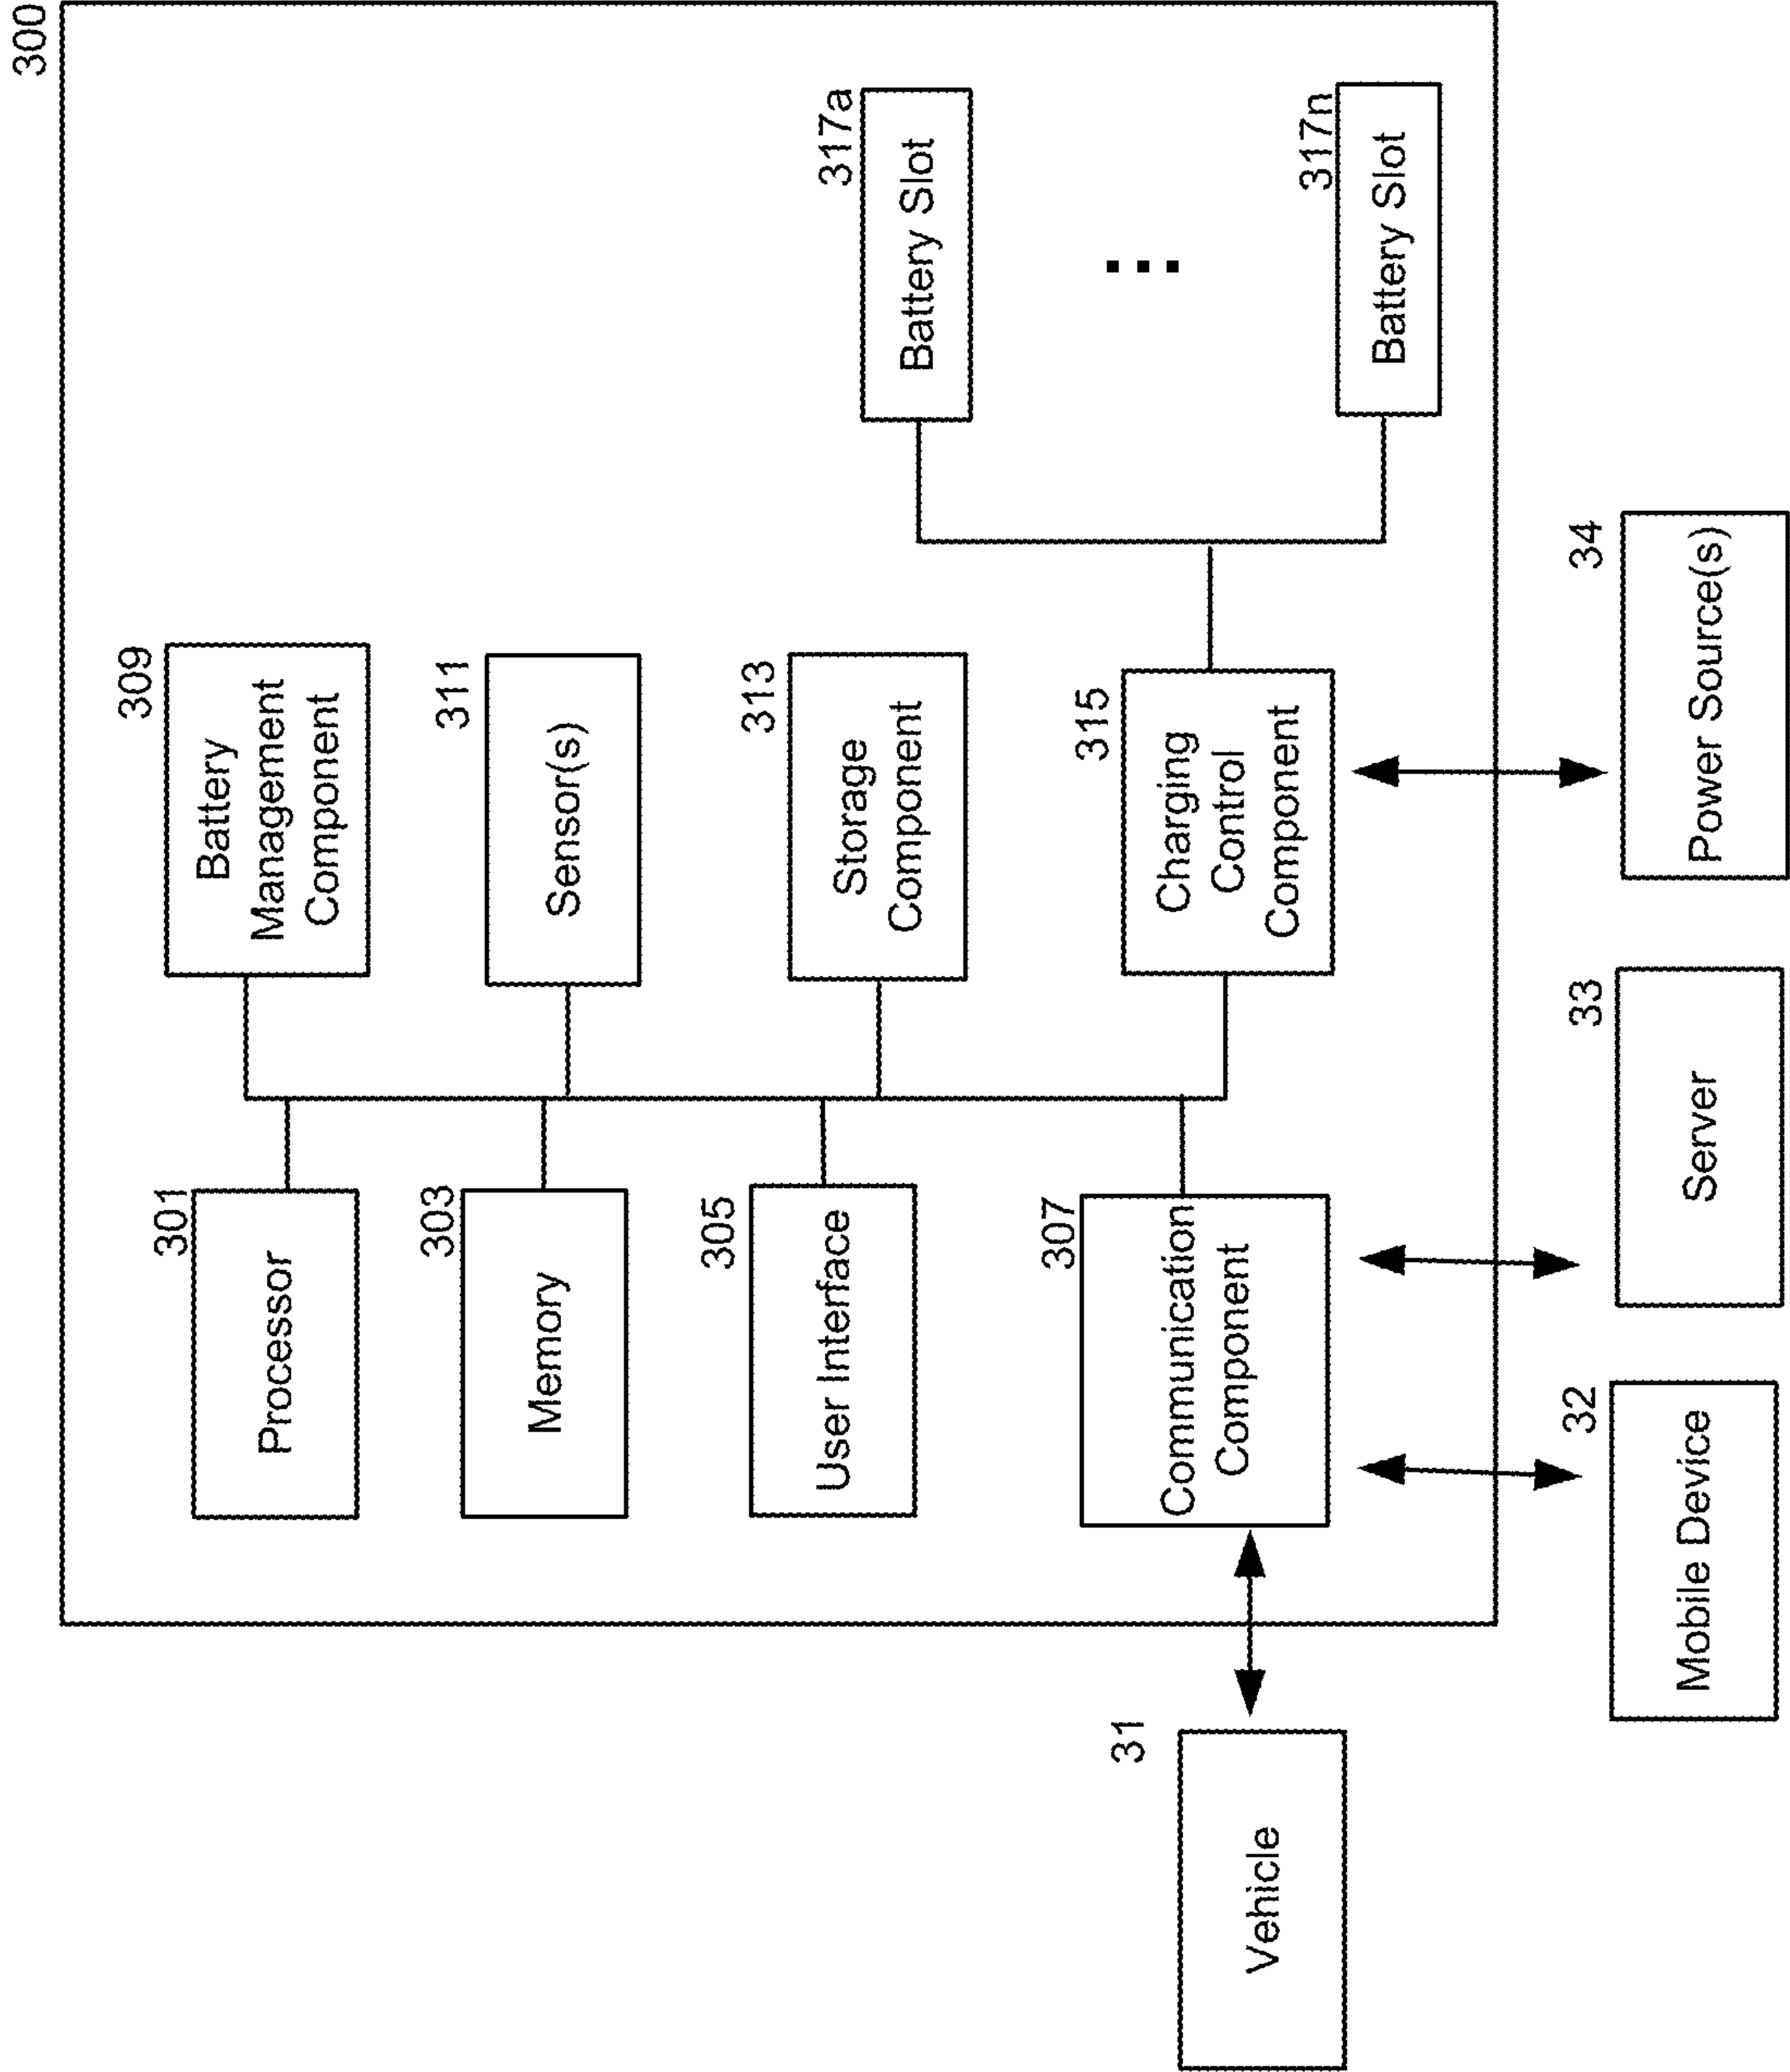 300
301
Processor
303
Memory
305
User Interface
307
Communication
Component
309
Battery
Management
Component
311
Sensor(s)
313
Storage
Component
315
Charging
Control
Component
317a
Battery Slot
...
317n
Battery Slot
31
Vehicle
32
Mobile Device
33
Server
34
Power Source(s)